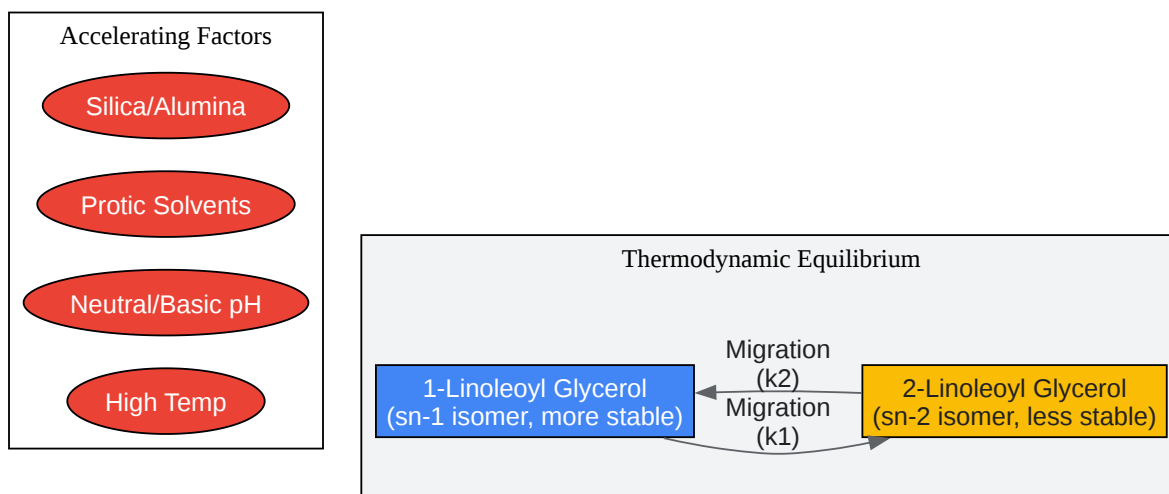 Accelerating Factors
Silica/Alumina
Protic Solvents
Neutral/Basic pH
High Temp
Thermodynamic Equilibrium
Migration
(k2)
1-Linoleoyl Glycerol
(sn-1 isomer, more stable)
Migration
(k1)
2-Linoleoyl Glycerol
(sn-2 isomer, less stable)